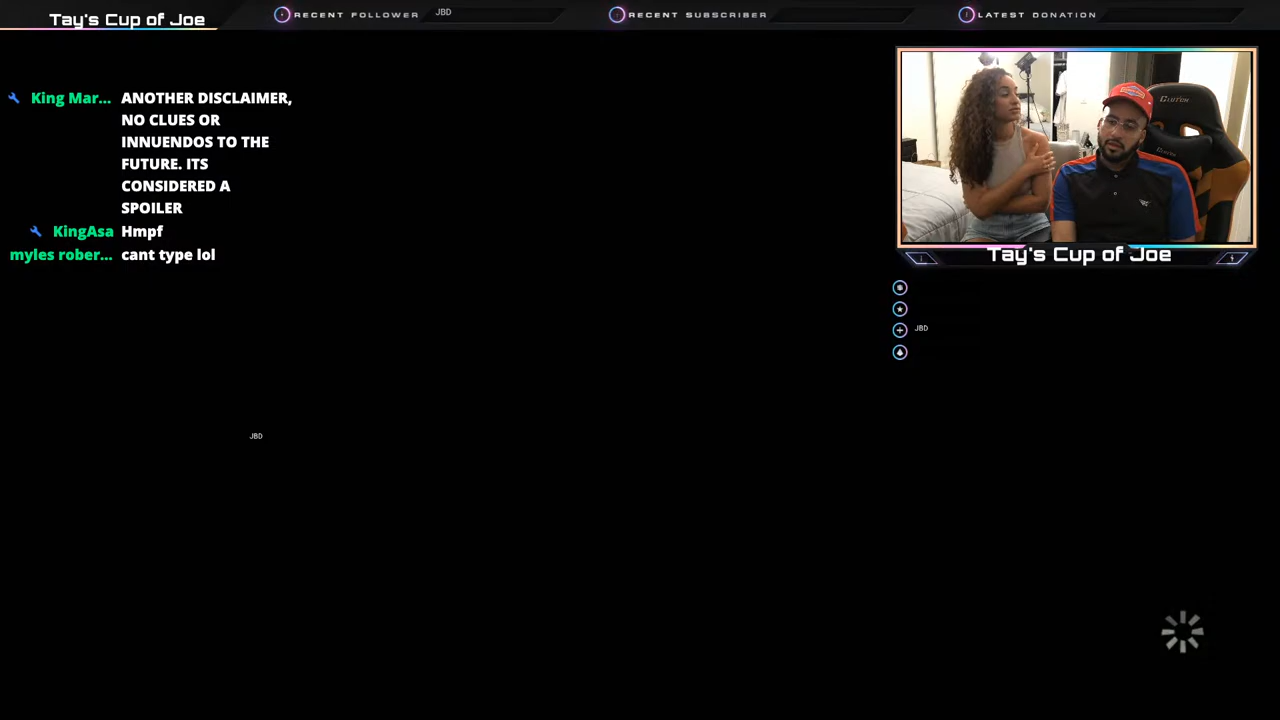 Tay's Cup of Joe
RECENT FOLLOWER JBD
RECENT SUBSCRIBER
LATEST DONATION
King Mar... ANOTHER DISCLAIMER,
NO CLUES OR
INNUENDOS TO THE
FUTURE. ITS
CONSIDERED A
SPOILER
KingAsa Hmpf
myles rober... cant type lol
CLUTCH
Tay's Cup of Joe
JBD
JBD